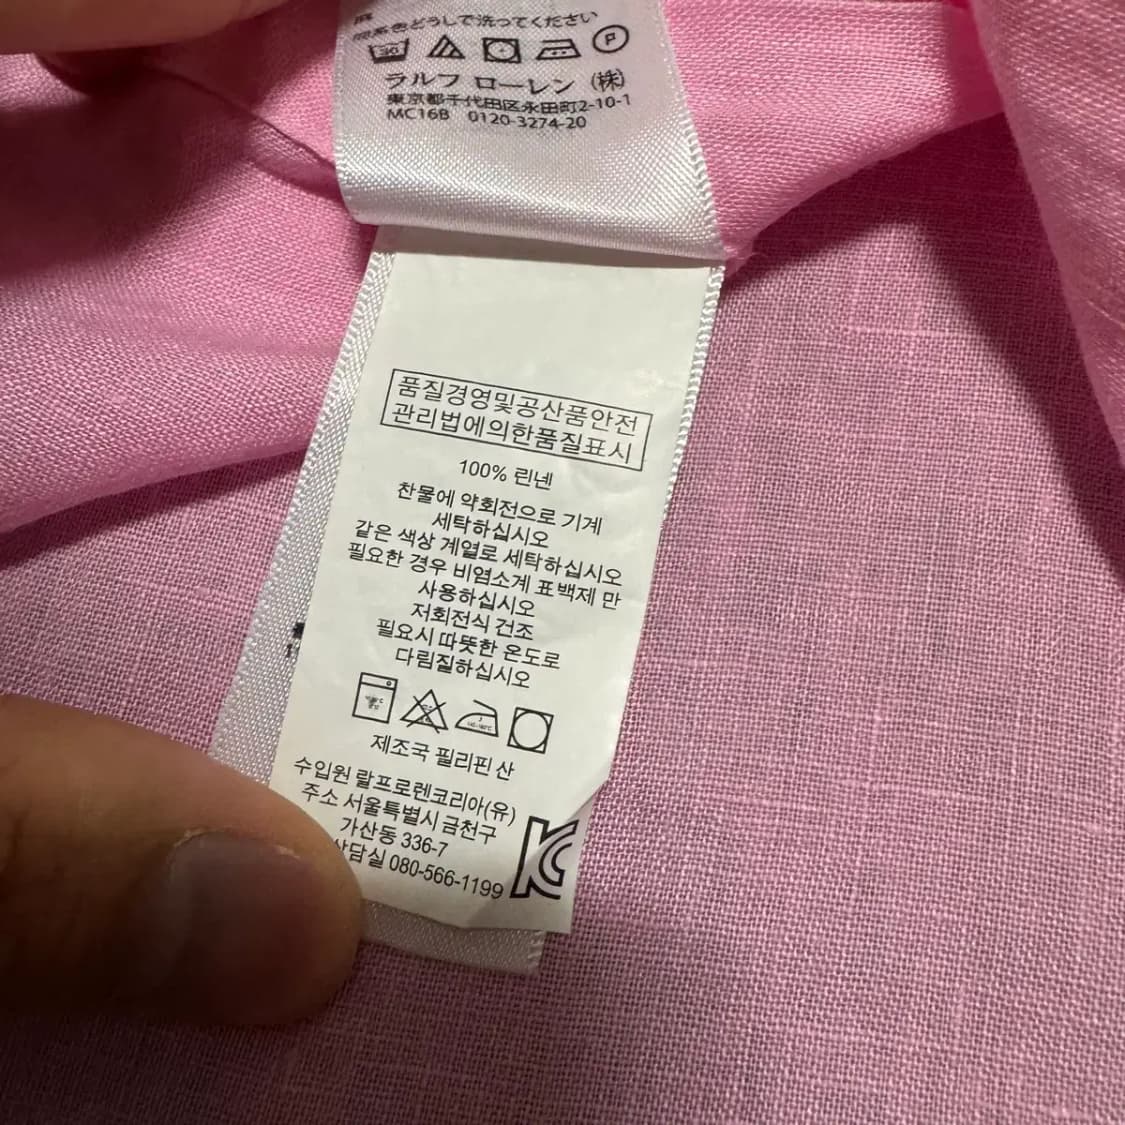 麻
同系色どうしで洗ってください
P
ラルフ ローレン (株)
東京都千代田区永田町2-10-1
MC16B 0120-3274-20
품질경영및공산품안전
관리법에의한품질표시
100% 린넨
찬물에 약회전으로 기계
세탁하십시오
같은 색상 계열로 세탁하십시오
필요한 경우 비염소계 표백제 만
사용하십시오
저회전식 건조
필요시 따뜻한 온도로
다림질하십시오
제조국 필리핀 산
수입원 랄프로렌코리아(유)
주소 서울특별시 금천구
가산동 336-7
상담실 080-566-1199